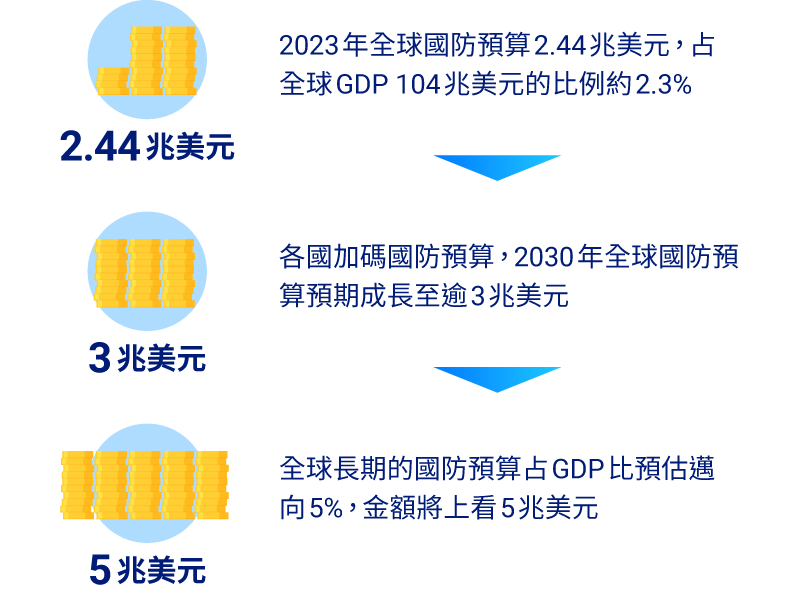 2023年全球國防預算2.44兆美元，占
全球GDP 104兆美元的比例約2.3%
2.44兆美元
各國加碼國防預算，2030年全球國防預
算預期成長至逾3兆美元
3兆美元
全球長期的國防預算占GDP比預估邁
向5%，金額將上看5兆美元
5兆美元